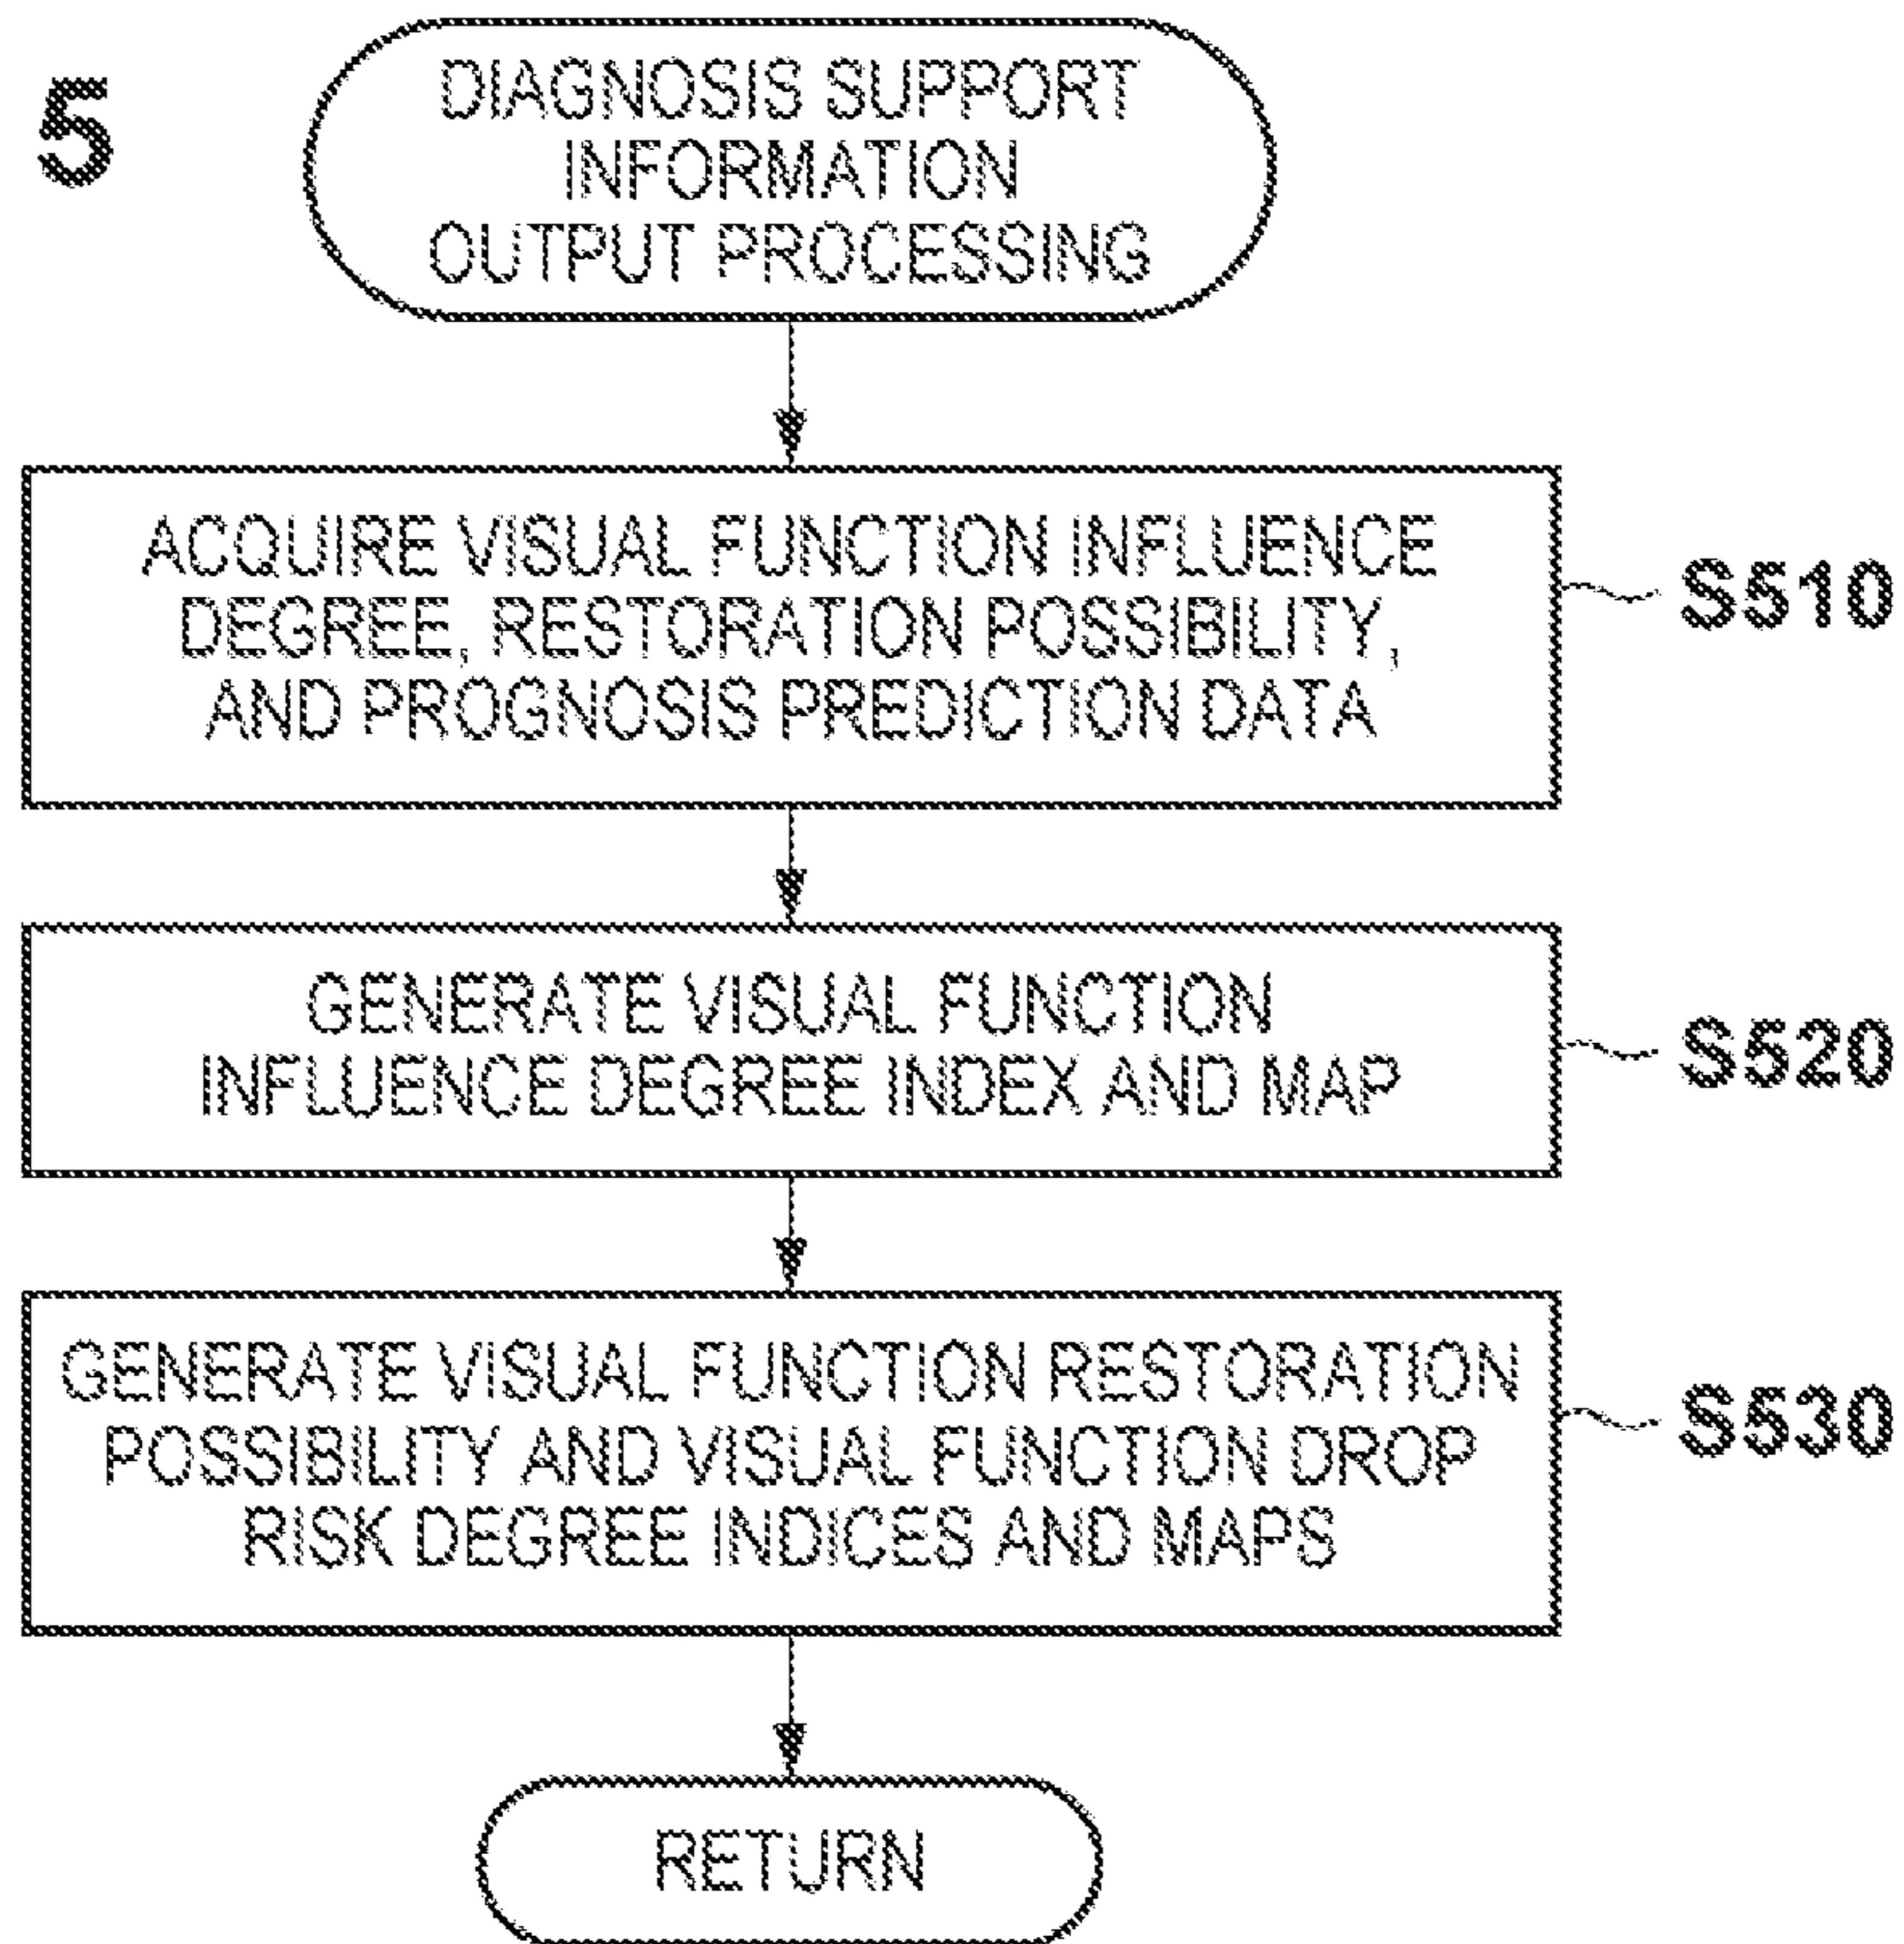 5
DIAGNOSIS SUPPORT
INFORMATION
OUTPUT PROCESSING
ACQUIRE VISUAL FUNCTION INFLUENCE
DEGREE, RESTORATION POSSIBILITY,
AND PROGNOSIS PREDICTION DATA
S510
GENERATE VISUAL FUNCTION
INFLUENCE DEGREE INDEX AND MAP
S520
GENERATE VISUAL FUNCTION RESTORATION
POSSIBILITY AND VISUAL FUNCTION DROP
RISK DEGREE INDICES AND MAPS
S530
RETURN